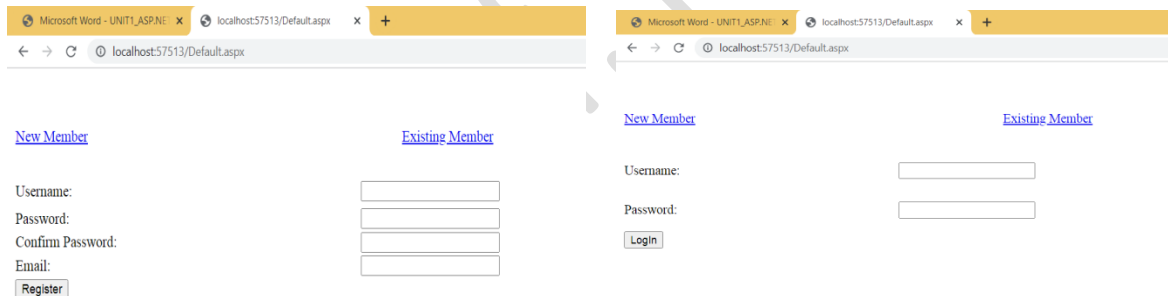 Microsoft Word - UNIT1_ASP.NE
localhost:57513/Default.aspx
localhost:57513/Default.aspx
New Member Existing Member
Username:
Password:
Confirm Password:
Email:
Register
Microsoft Word - UNIT1_ASP.NE
localhost:57513/Default.aspx
localhost:57513/Default.aspx
New Member Existing Member
Username:
Password:
LogIn